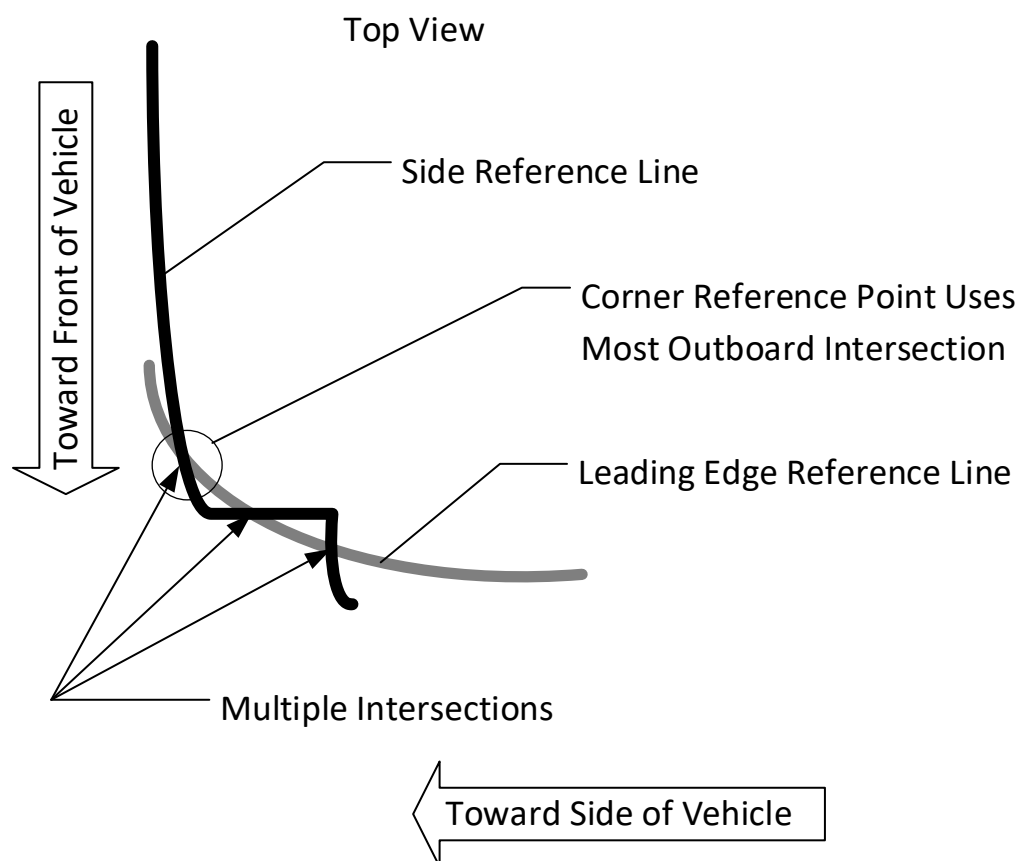 Top View
Toward Front of Vehicle
Side Reference Line
Corner Reference Point Uses
Most Outboard Intersection
Leading Edge Reference Line
Multiple Intersections
Toward Side of Vehicle